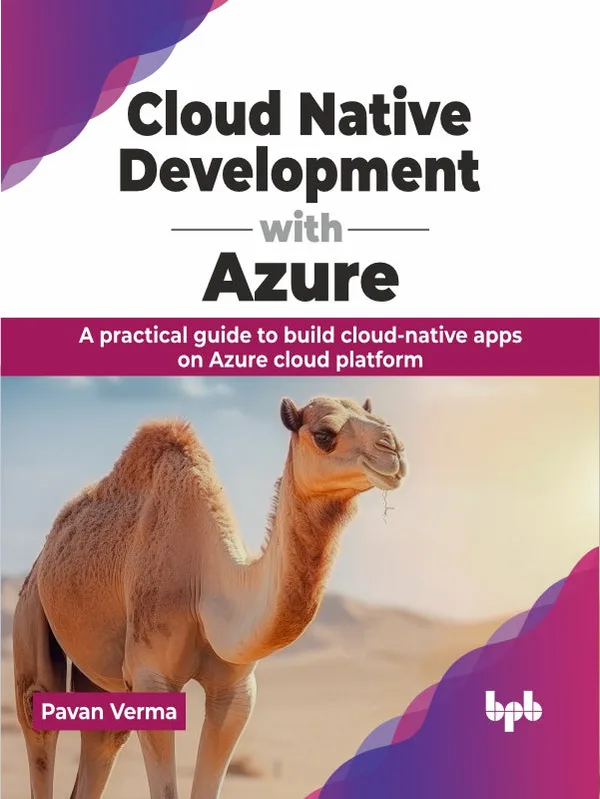 Cloud Native
Development
with
Azure
A practical guide to build cloud-native apps
on Azure cloud platform
Pavan Verma
bpb